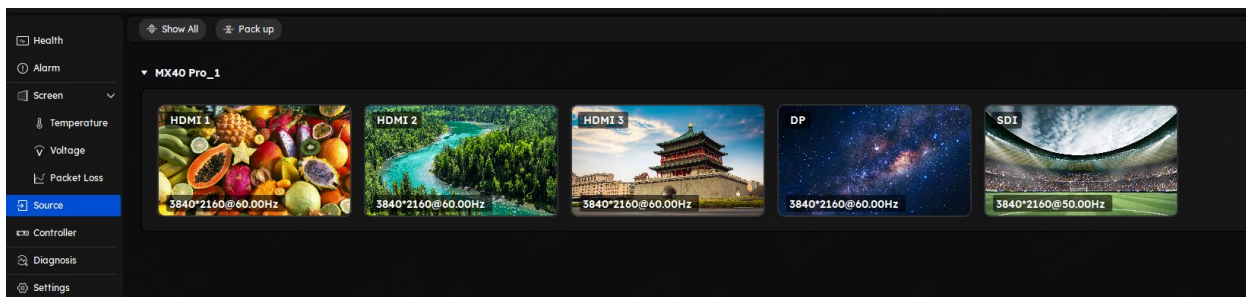 Health
Alarm
Screen
Temperature
Voltage
Packet Loss
Source
Controller
Diagnosis
Settings
Show All
Pack up
MX40 Pro_1
HDMI 1
3840*2160@60.00Hz
HDMI 2
3840*2160@60.00Hz
HDMI 3
3840*2160@60.00Hz
DP
3840*2160@60.00Hz
SDI
3840*2160@50.00Hz